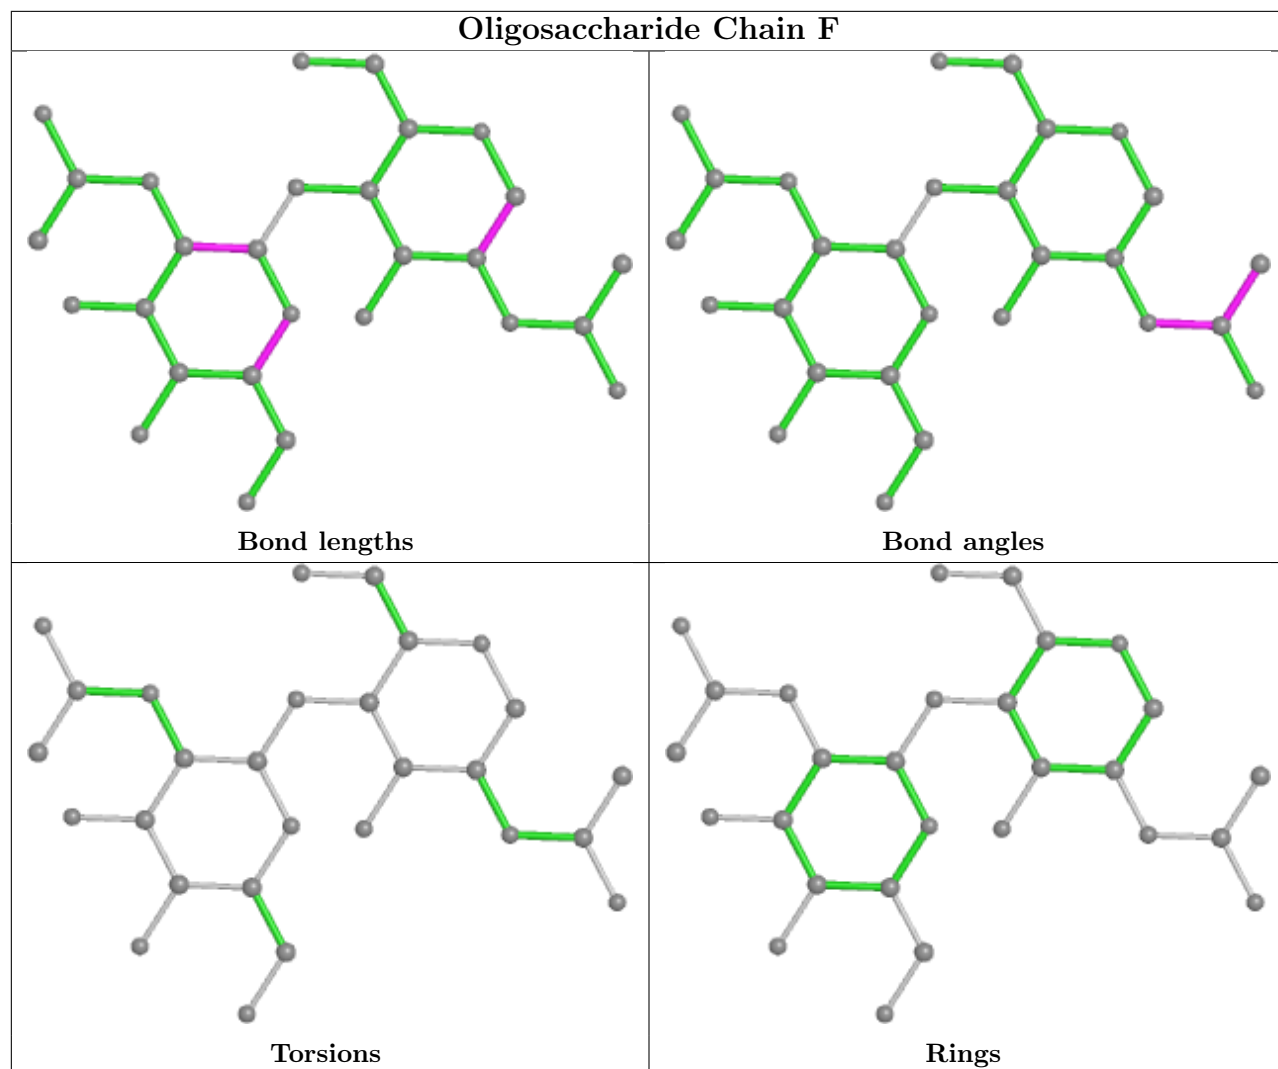 Oligosaccharide Chain F
Bond lengths
Bond angles
Torsions
Rings